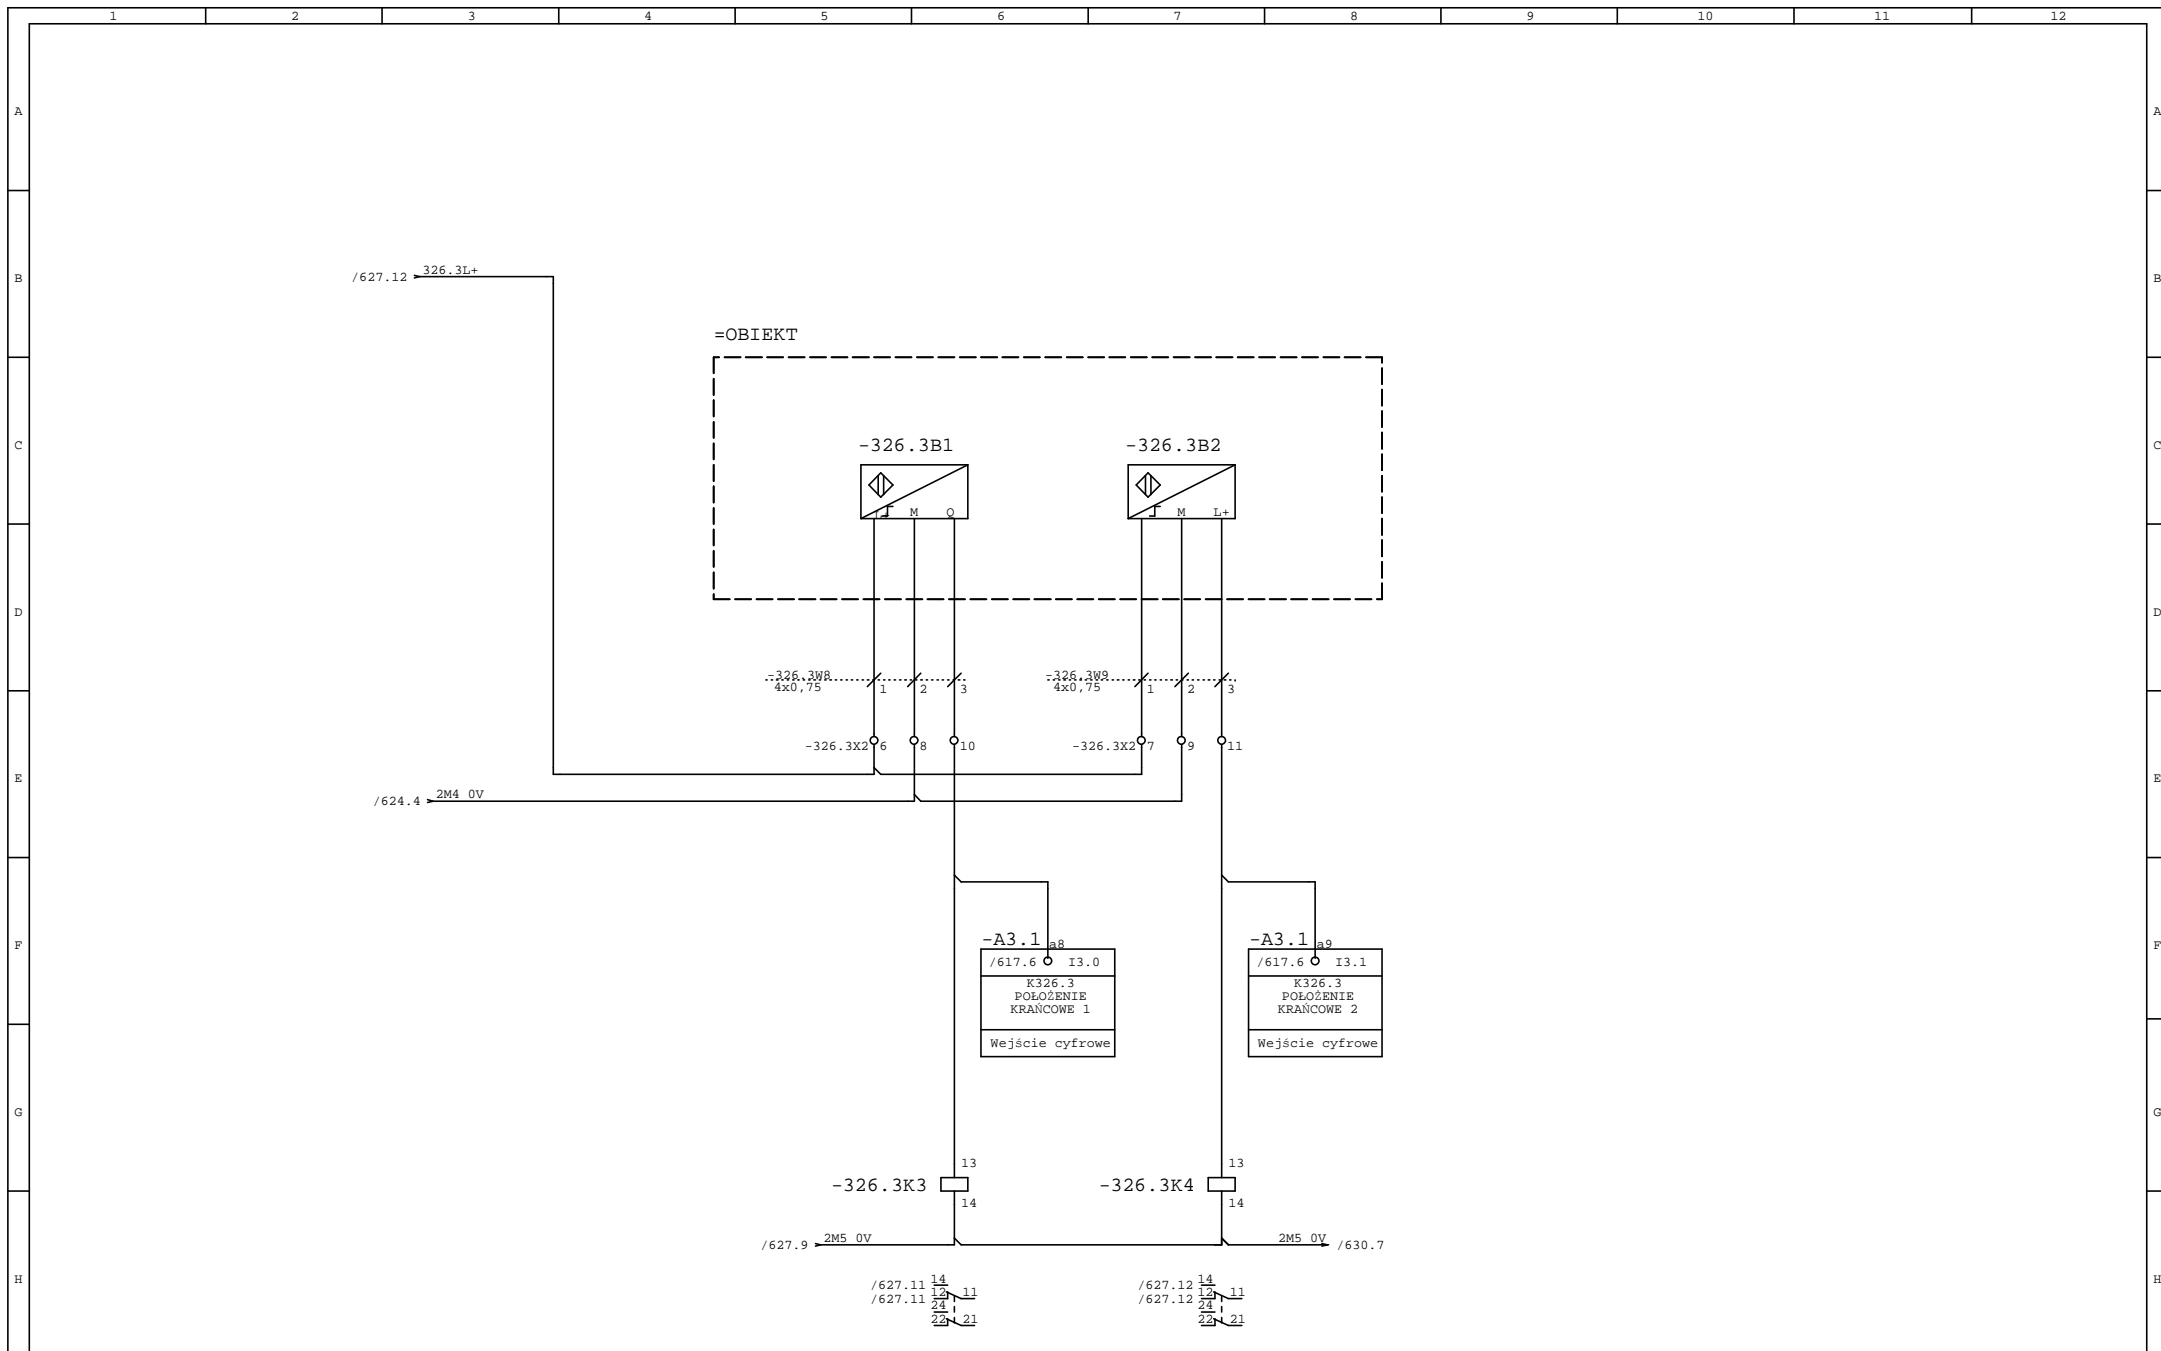 1 2 3 4 5 6 7 8 9 10 11 12
A A
B B
/627.12 326.3L+
=OBIEKT
C C
-326.3B1 -326.3B2
M Q M L+
D D
-326.3W8 -326.3W9
4x0,75 1 2 3 4x0,75 1 2 3
-326.3X2 6 8 10 -326.3X2 7 9 11
E E
/624.4 2M4 0V
F F
-A3.1 a8 -A3.1 a9
/617.6 I3.0 /617.6 I3.1
K326.3 K326.3
POŁOŻENIE POŁOŻENIE
KRAŃCOWE 1 KRAŃCOWE 2
Wejście cyfrowe Wejście cyfrowe
G G
13 13
-326.3K3 -326.3K4
14 14
/627.9 2M5 0V 2M5 0V /630.7
H H
14 14
/627.11 12 11 /627.12 12 11
/627.11 24 /627.12 24
22 21 22 21